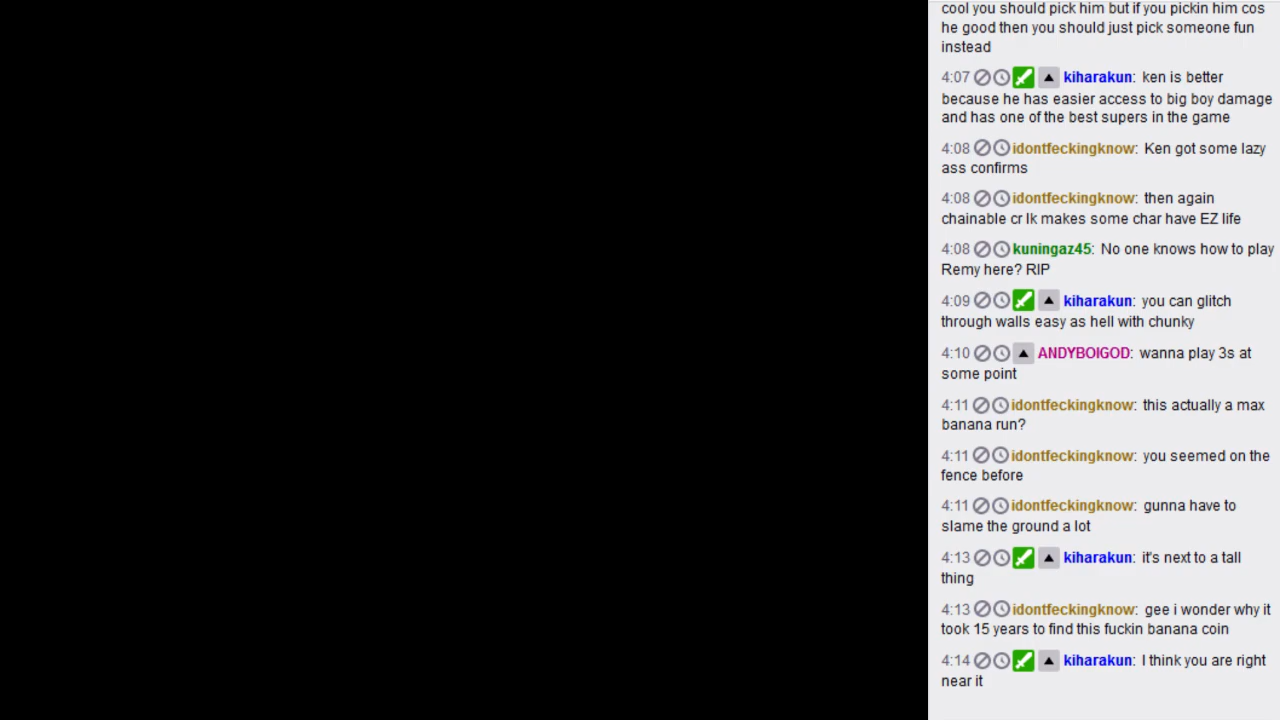 cool you should pick him but if you pickin him cos
he good then you should just pick someone fun
instead
4:07 kiharakun: ken is better
because he has easier access to big boy damage
and has one of the best supers in the game
4:08 idontfeckingknow: Ken got some lazy
ass confirms
4:08 idontfeckingknow: then again
chainable cr lk makes some char have EZ life
4:08 kuningaz45: No one knows how to play
Remy here? RIP
4:09 kiharakun: you can glitch
through walls easy as hell with chunky
4:10 ANDYBOIGOD: wanna play 3s at
some point
4:11 idontfeckingknow: this actually a max
banana run?
4:11 idontfeckingknow: you seemed on the
fence before
4:11 idontfeckingknow: gunna have to
slame the ground a lot
4:13 kiharakun: it's next to a tall
thing
4:13 idontfeckingknow: gee i wonder why it
took 15 years to find this fuckin banana coin
4:14 kiharakun: I think you are right
near it